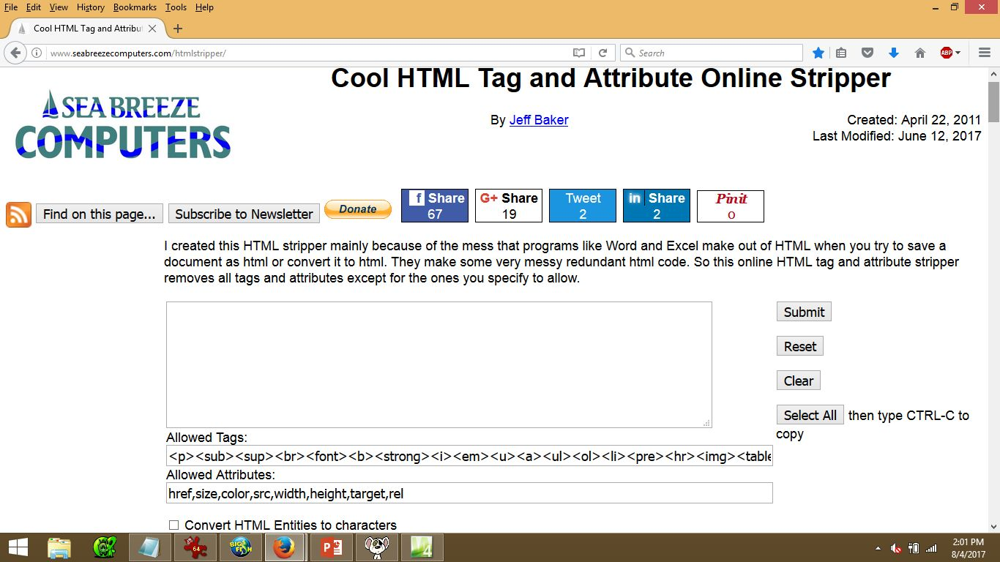 File Edit View History Bookmarks Tools Help
Cool HTML Tag and Attribut
www.seabreezecomputers.com/htmlstripper/
Search
ABP
Cool HTML Tag and Attribute Online Stripper
SEA BREEZE
COMPUTERS
By Jeff Baker
Created: April 22, 2011
Last Modified: June 12, 2017
Find on this page...
Subscribe to Newsletter
Donate
f Share
67
G+ Share
19
Tweet
2
in Share
2
Pinit
0
I created this HTML stripper mainly because of the mess that programs like Word and Excel make out of HTML when you try to save a
document as html or convert it to html. They make some very messy redundant html code. So this online HTML tag and attribute stripper
removes all tags and attributes except for the ones you specify to allow.
Submit
Reset
Clear
Select All then type CTRL-C to
copy
Allowed Tags:
<p><sub><sup><br><font><b><strong><i><em><u><a><ul><ol><li><pre><hr><img><table
Allowed Attributes:
href,size,color,src,width,height,target,rel
Convert HTML Entities to characters
64
BIG
FISH
P
4
2:01 PM
8/4/2017